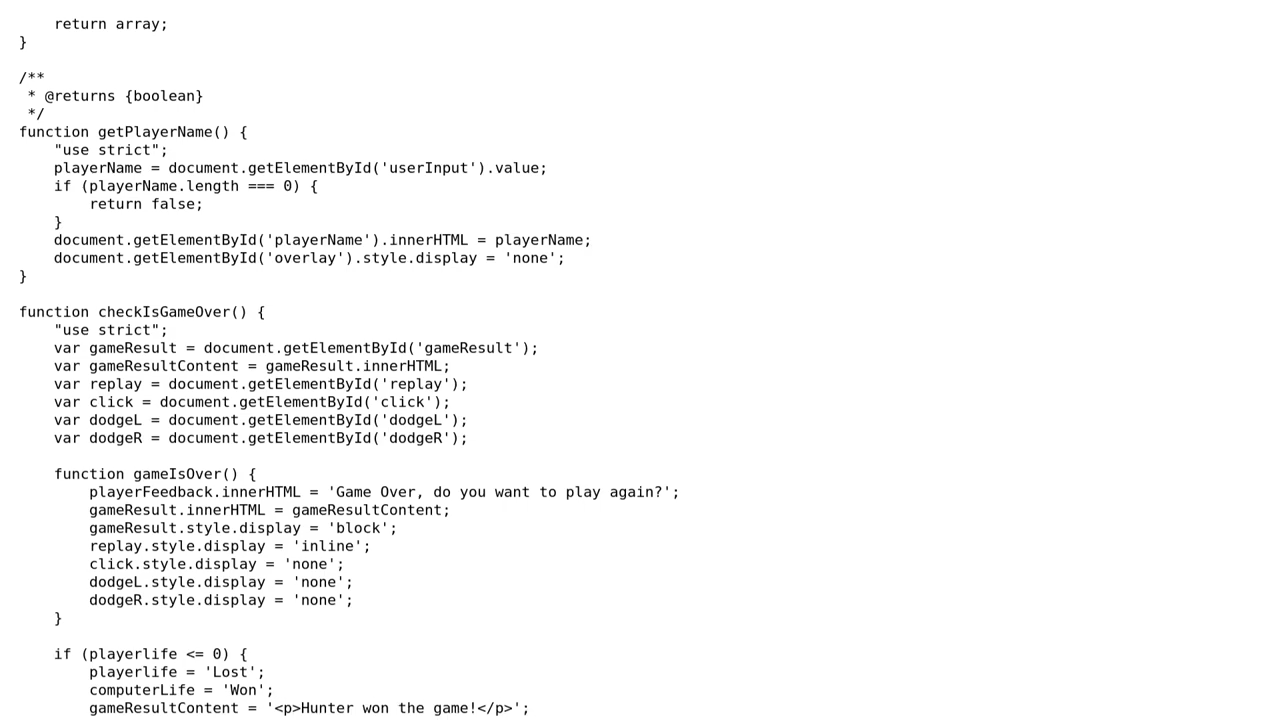 return array;
}

/**
 * @returns {boolean}
 */
function getPlayerName() {
    "use strict";
    playerName = document.getElementById('userInput').value;
    if (playerName.length === 0) {
        return false;
    }
    document.getElementById('playerName').innerHTML = playerName;
    document.getElementById('overlay').style.display = 'none';
}

function checkIsGameOver() {
    "use strict";
    var gameResult = document.getElementById('gameResult');
    var gameResultContent = gameResult.innerHTML;
    var replay = document.getElementById('replay');
    var click = document.getElementById('click');
    var dodgeL = document.getElementById('dodgeL');
    var dodgeR = document.getElementById('dodgeR');

    function gameIsOver() {
        playerFeedback.innerHTML = 'Game Over, do you want to play again?';
        gameResult.innerHTML = gameResultContent;
        gameResult.style.display = 'block';
        replay.style.display = 'inline';
        click.style.display = 'none';
        dodgeL.style.display = 'none';
        dodgeR.style.display = 'none';
    }

    if (playerlife <= 0) {
        playerlife = 'Lost';
        computerLife = 'Won';
        gameResultContent = '<p>Hunter won the game!</p>';